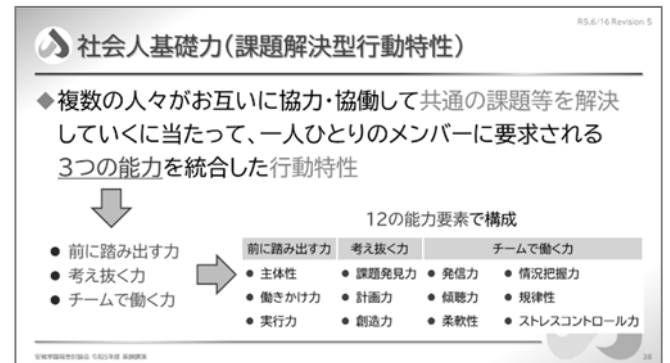 R5.6/16 Revision 5
社会人基礎力(課題解決型行動特性)
◆複数の人々がお互いに協力・協働して共通の課題等を解決
していくに当たって、一人ひとりのメンバーに要求される
3つの能力を統合した行動特性
12の能力要素で構成
● 前に踏み出す力
● 考え抜く力
● チームで働く力
前に踏み出す力 考え抜く力 チームで働く力
● 主体性 ● 課題発見力 ● 発信力 ● 情況把握力
● 働きかけ力 ● 計画力 ● 傾聴力 ● 規律性
● 実行力 ● 創造力 ● 柔軟性 ● ストレスコントロール力
38